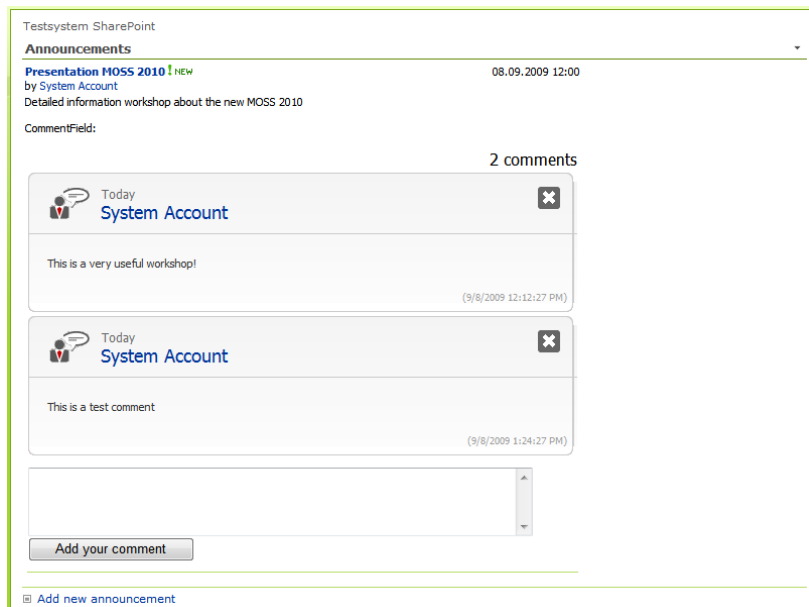 Testsystem SharePoint
Announcements
Presentation MOSS 2010 ! NEW 08.09.2009 12:00
by System Account
Detailed information workshop about the new MOSS 2010
CommentField:
2 comments
Today
System Account
This is a very useful workshop!
(9/8/2009 12:12:27 PM)
Today
System Account
This is a test comment
(9/8/2009 1:24:27 PM)
Add your comment
Add new announcement